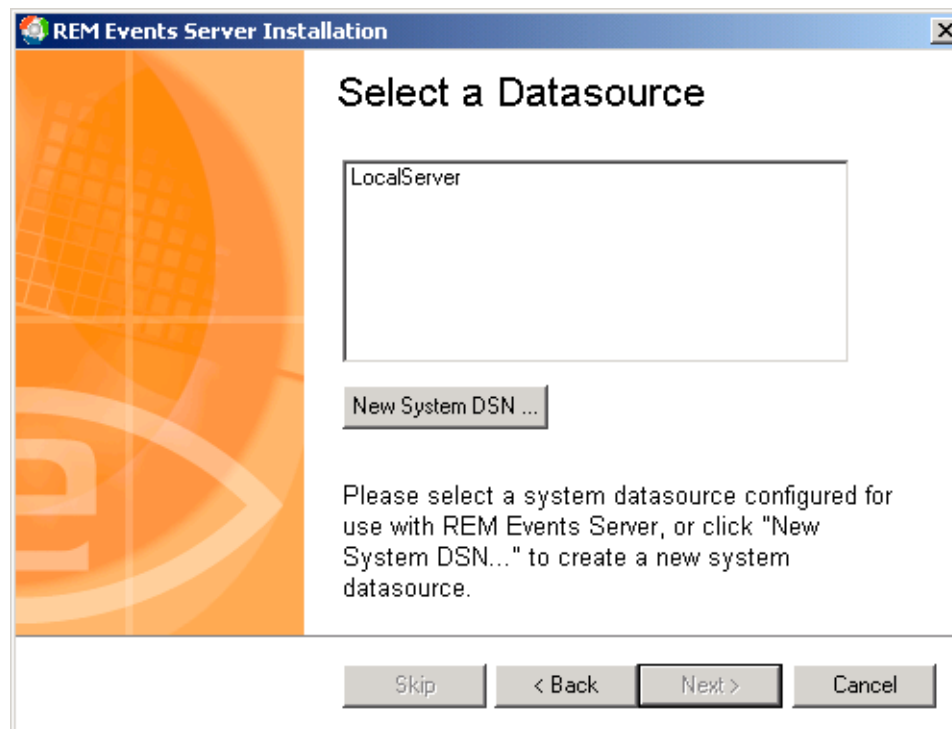 REM Events Server Installation
Select a Datasource
LocalServer
New System DSN ...
Please select a system datasource configured for
use with REM Events Server, or click "New
System DSN..." to create a new system
datasource.
Skip
< Back
Next >
Cancel
e